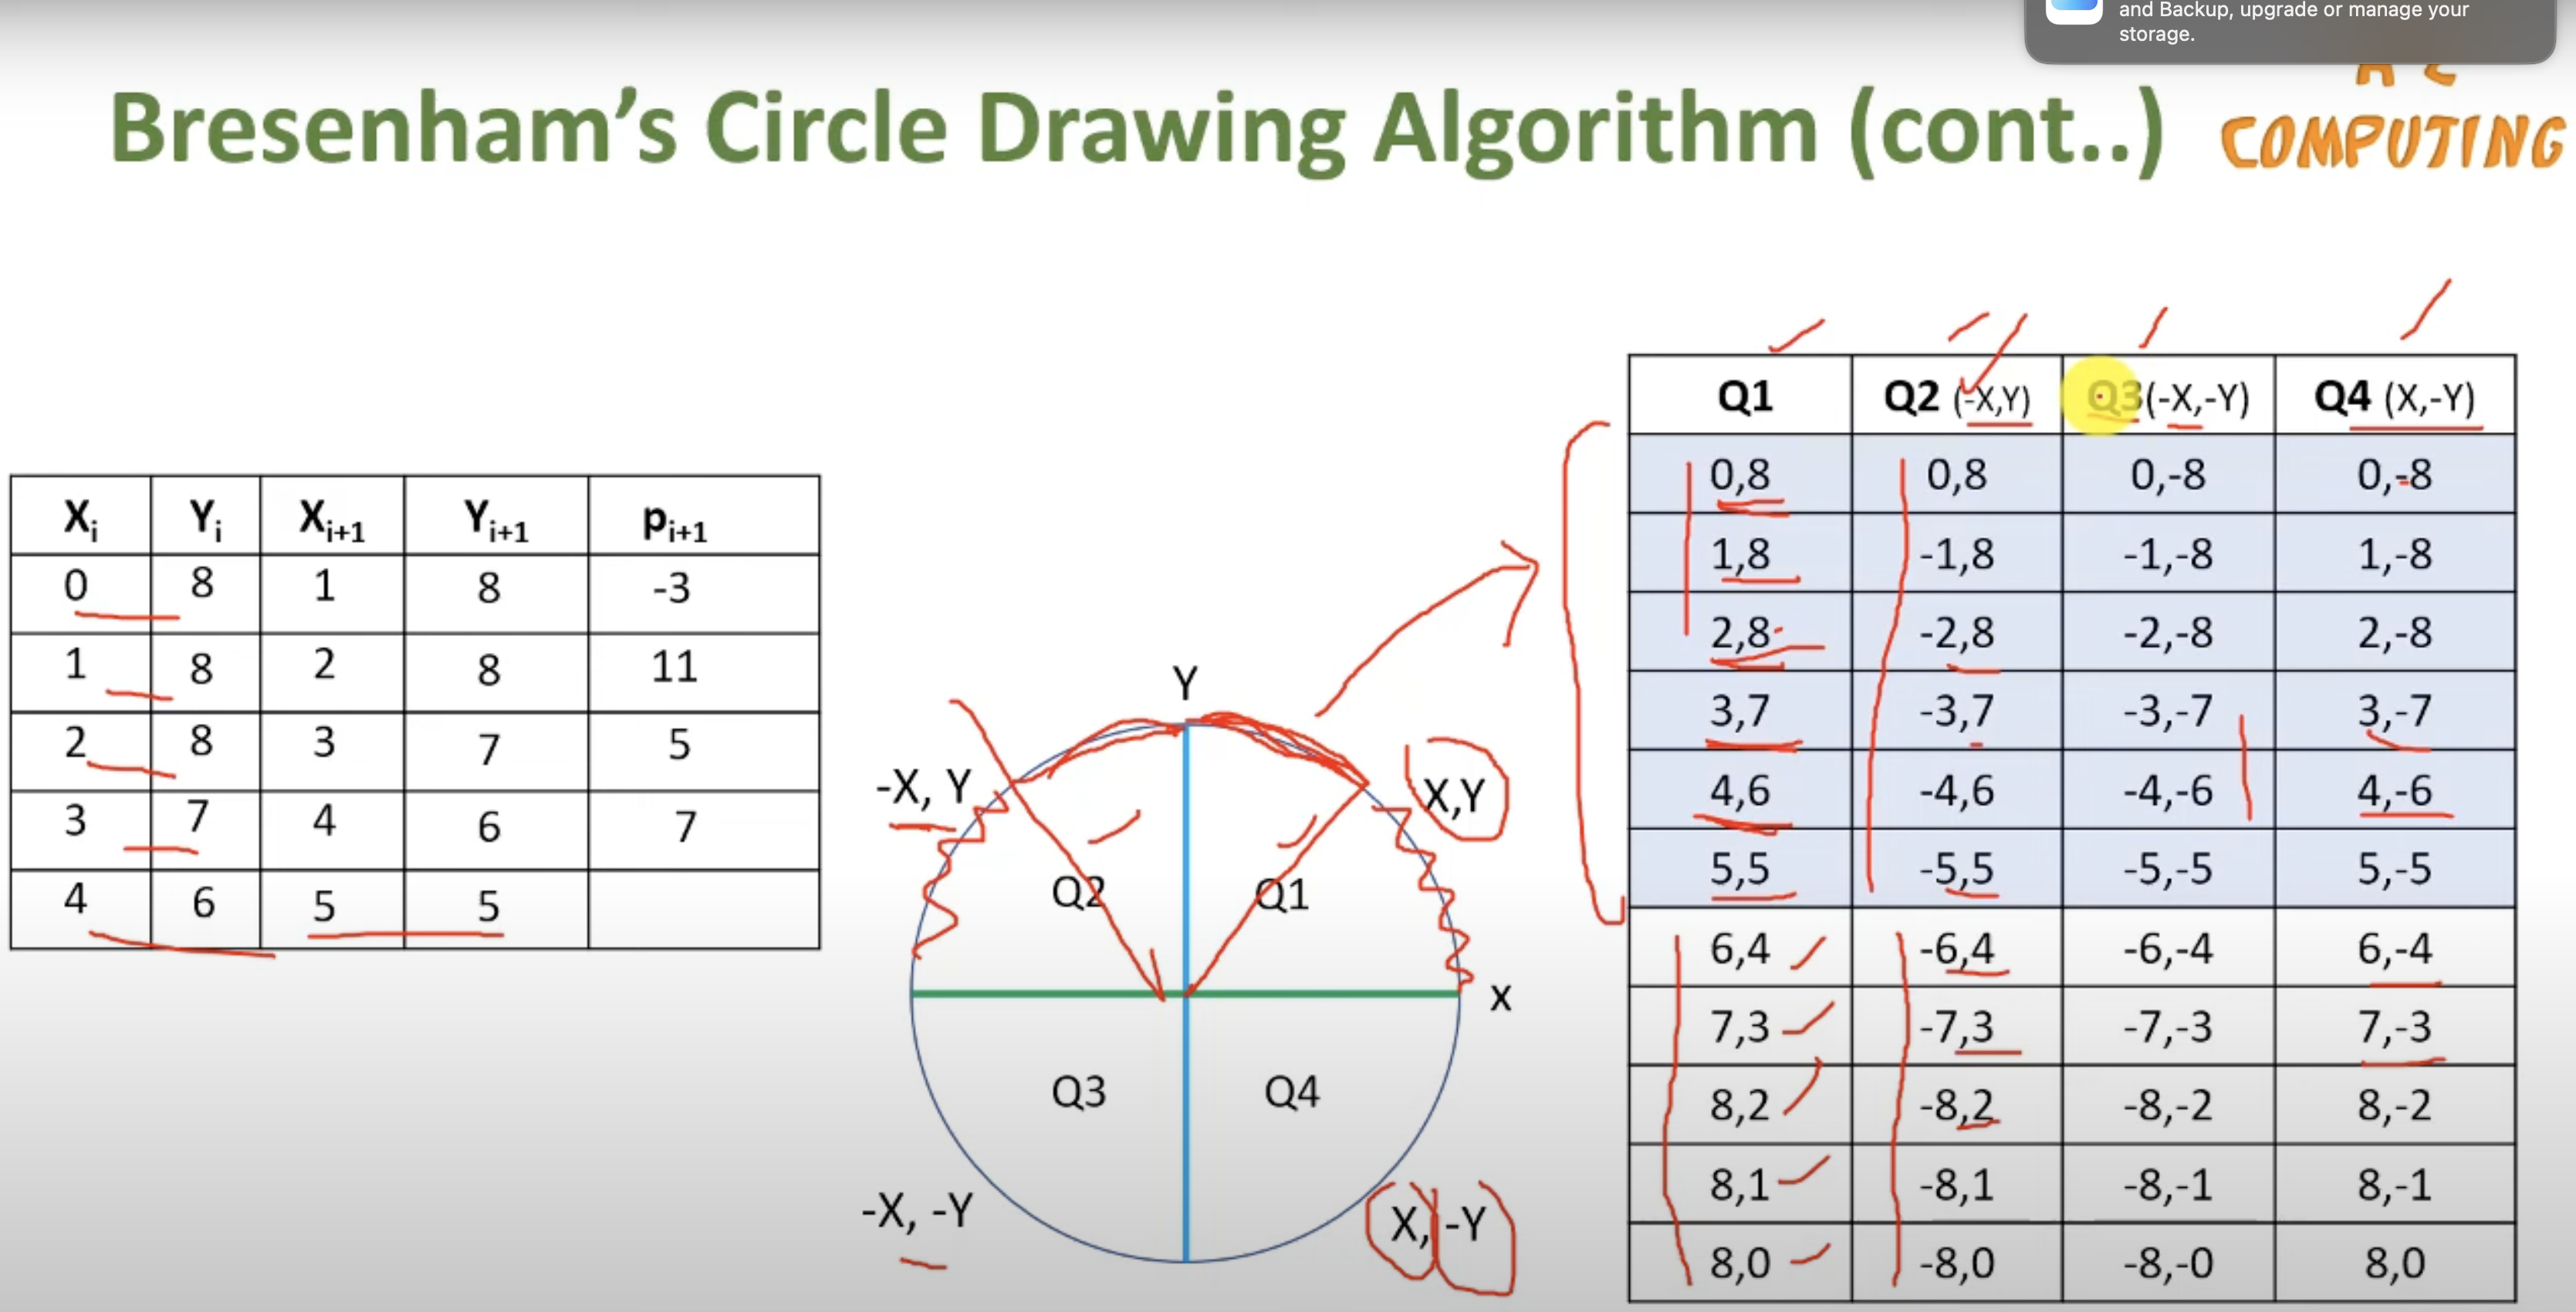 and Backup, upgrade or manage your
storage.
Bresenham's Circle Drawing Algorithm (cont..)
COMPUTING
Xi Yi Xi+1 Yi+1 pi+1
0 8 1 8 -3
1 8 2 8 11
2 8 3 7 5
3 7 4 6 7
4 6 5 5
Y
-X, Y
X,Y
Q2
Q1
x
Q3
Q4
-X, -Y
X, -Y
Q1 Q2 (-X,Y) Q3(-X,-Y) Q4 (X,-Y)
0,8 0,8 0,-8 0,-8
1,8 -1,8 -1,-8 1,-8
2,8 -2,8 -2,-8 2,-8
3,7 -3,7 -3,-7 3,-7
4,6 -4,6 -4,-6 4,-6
5,5 -5,5 -5,-5 5,-5
6,4 -6,4 -6,-4 6,-4
7,3 -7,3 -7,-3 7,-3
8,2 -8,2 -8,-2 8,-2
8,1 -8,1 -8,-1 8,-1
8,0 -8,0 -8,-0 8,0